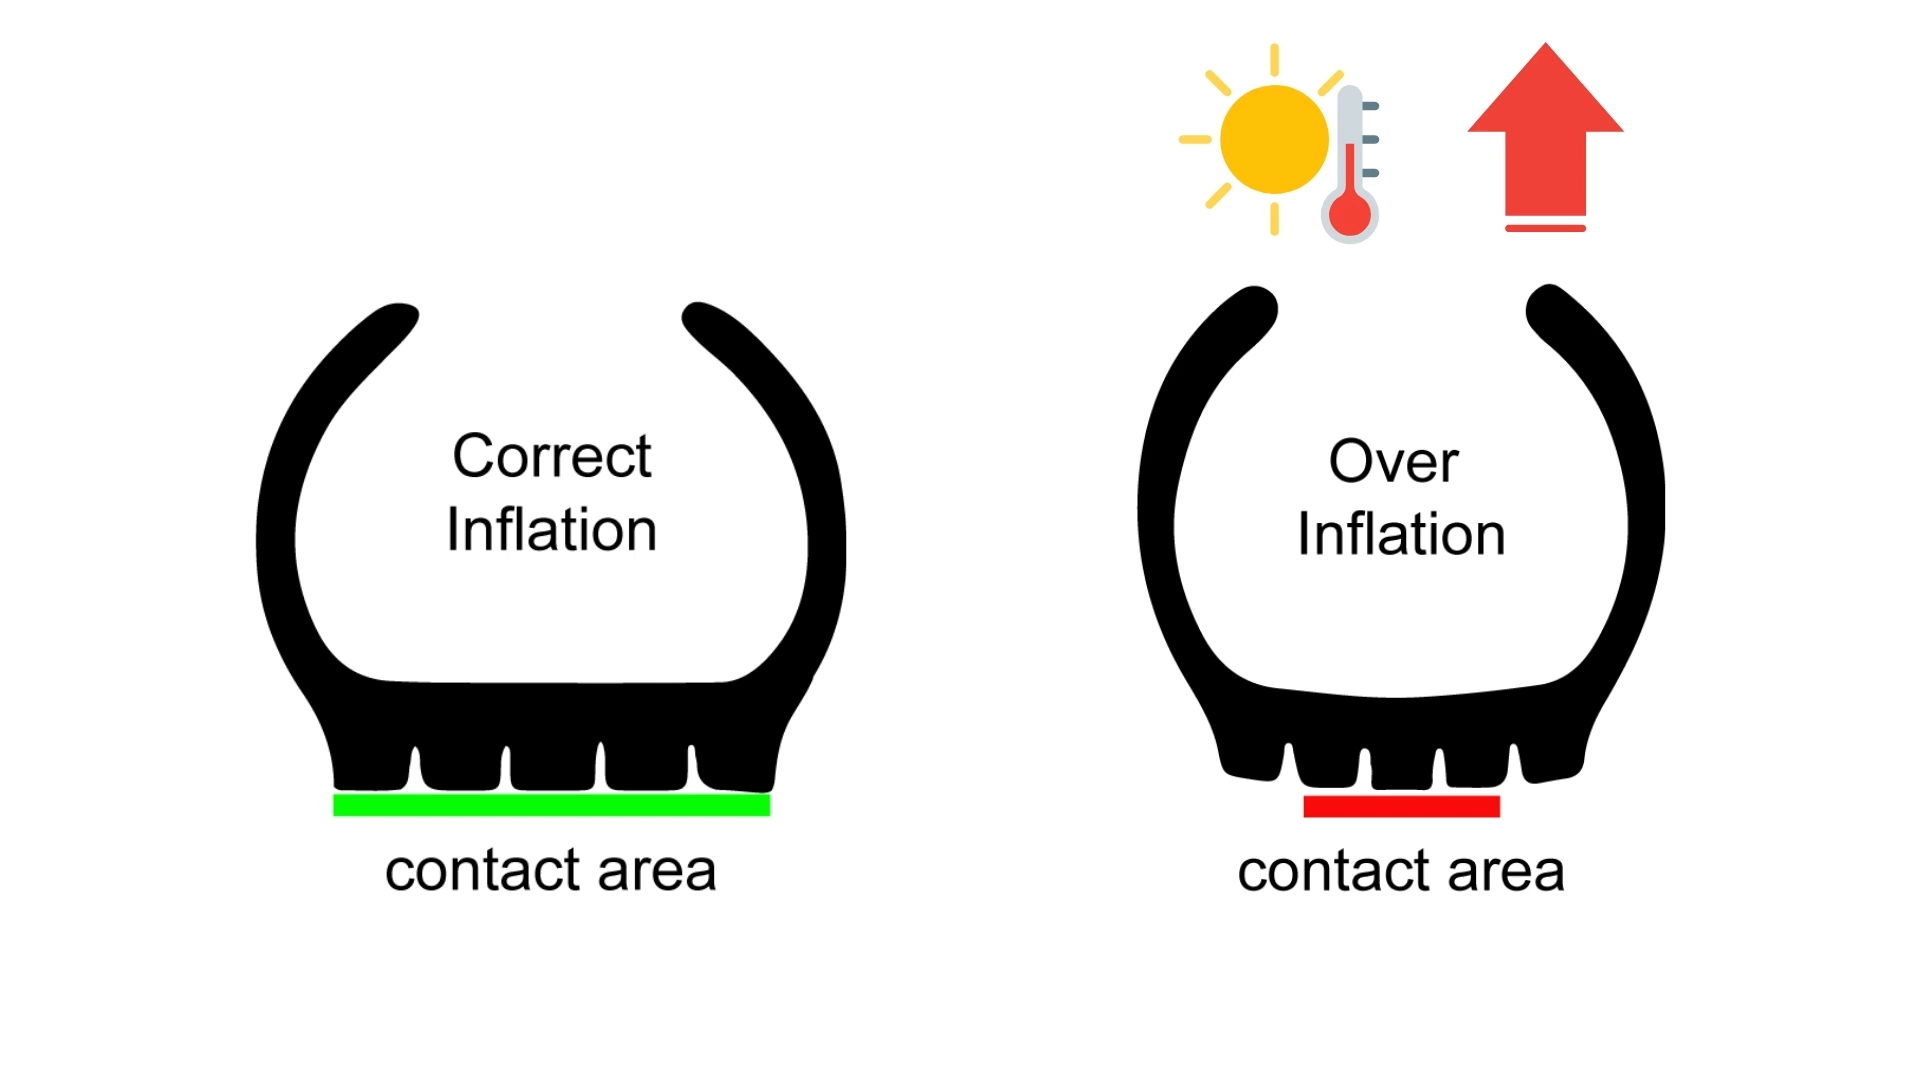 Correct
Inflation
contact area
Over
Inflation
contact area